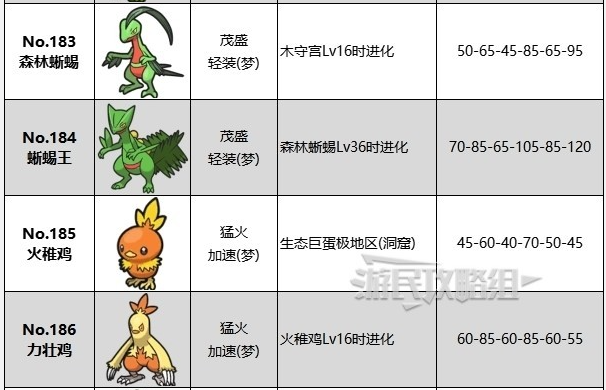 No.183
森林蜥蜴
茂盛
轻装(梦)
木守宫Lv16时进化
50-65-45-85-65-95
No.184
蜥蜴王
茂盛
轻装(梦)
森林蜥蜴Lv36时进化
70-85-65-105-85-120
No.185
火稚鸡
猛火
加速(梦)
生态巨蛋极地区(洞窟)
45-60-40-70-50-45
游民攻略组
No.186
力壮鸡
猛火
加速(梦)
火稚鸡Lv16时进化
60-85-60-85-60-55